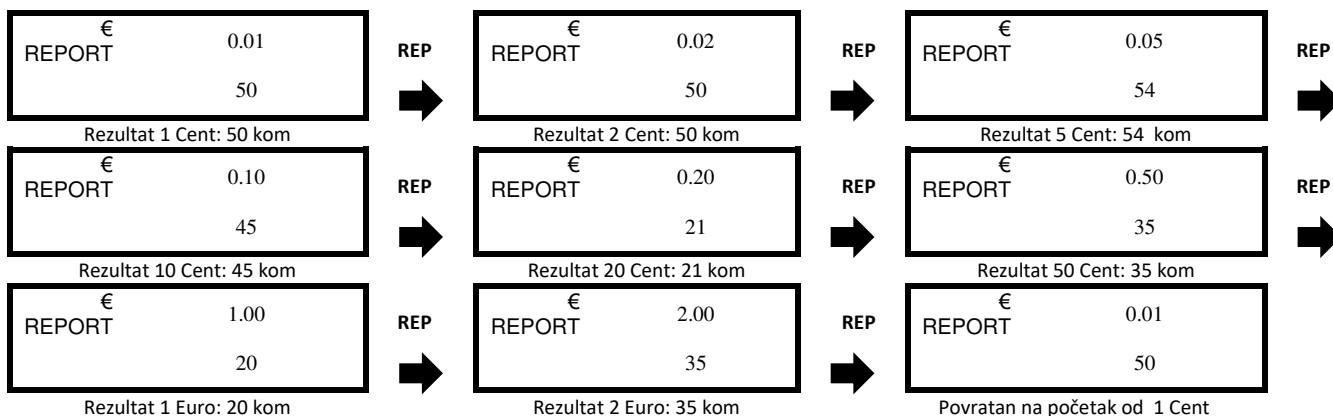 €
REPORT 0.01
50
REP
€
REPORT 0.02
50
REP
€
REPORT 0.05
54
REP
Rezultat 1 Cent: 50 kom
Rezultat 2 Cent: 50 kom
Rezultat 5 Cent: 54 kom
€
REPORT 0.10
45
REP
€
REPORT 0.20
21
REP
€
REPORT 0.50
35
REP
Rezultat 10 Cent: 45 kom
Rezultat 20 Cent: 21 kom
Rezultat 50 Cent: 35 kom
€
REPORT 1.00
20
REP
€
REPORT 2.00
35
REP
€
REPORT 0.01
50
Rezultat 1 Euro: 20 kom
Rezultat 2 Euro: 35 kom
Povratan na početak od 1 Cent